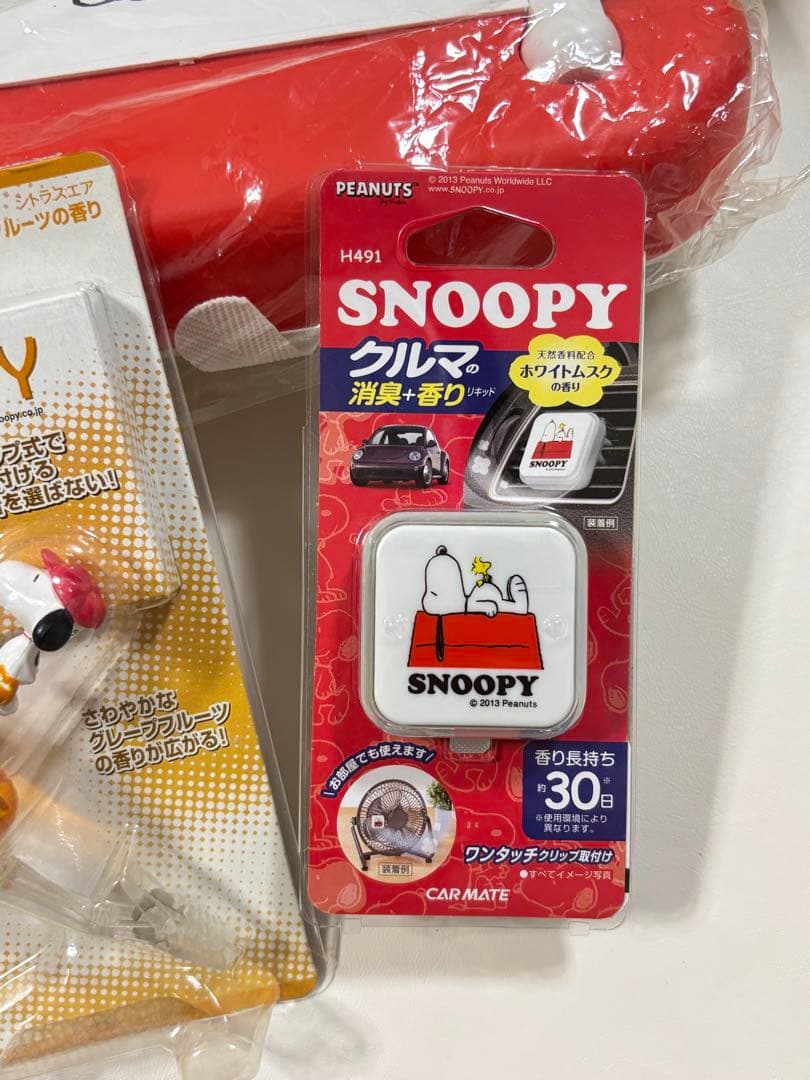 シトラスエア
ルーツの香り
Y
oopy.co.jp
プ式で
付ける
を選ばない!
さわやかな
グレープフルーツ
の香りが広がる!
PEANUTS
© 2013 Peanuts Worldwide LLC
www.SNOOPY.co.jp
H491
SNOOPY
クルマの
消臭+香りリキッド
天然香料配合
ホワイトムスク
の香り
SNOOPY
装着例
SNOOPY
© 2013 Peanuts
お部屋でも使えます!
装着例
香り長持ち
約30日※
※使用環境により
異なります。
ワンタッチクリップ取付け
●すべてイメージ写真
CARMATE